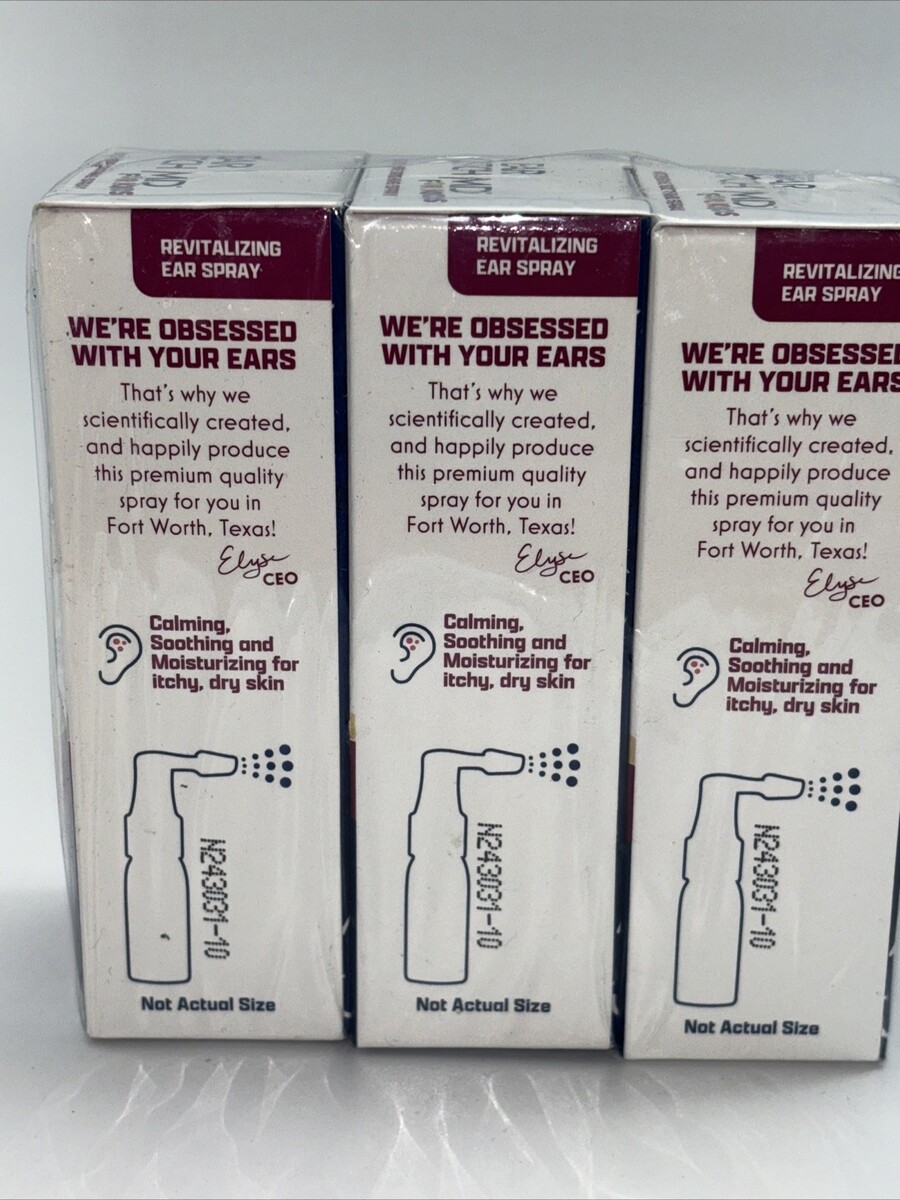 REVITALIZING
EAR SPRAY
WE'RE OBSESSED
WITH YOUR EARS
That's why we
scientifically created,
and happily produce
this premium quality
spray for you in
Fort Worth, Texas!
Elyse
CEO
Calming,
Soothing and
Moisturizing for
itchy, dry skin
N243031-10
Not Actual Size
REVITALIZING
EAR SPRAY
WE'RE OBSESSED
WITH YOUR EARS
That's why we
scientifically created,
and happily produce
this premium quality
spray for you in
Fort Worth, Texas!
Elyse
CEO
Calming,
Soothing and
Moisturizing for
itchy, dry skin
N243031-10
Not Actual Size
REVITALIZING
EAR SPRAY
WE'RE OBSESSED
WITH YOUR EARS
That's why we
scientifically created,
and happily produce
this premium quality
spray for you in
Fort Worth, Texas!
Elyse
CEO
Calming,
Soothing and
Moisturizing for
itchy, dry skin
N243031-10
Not Actual Size